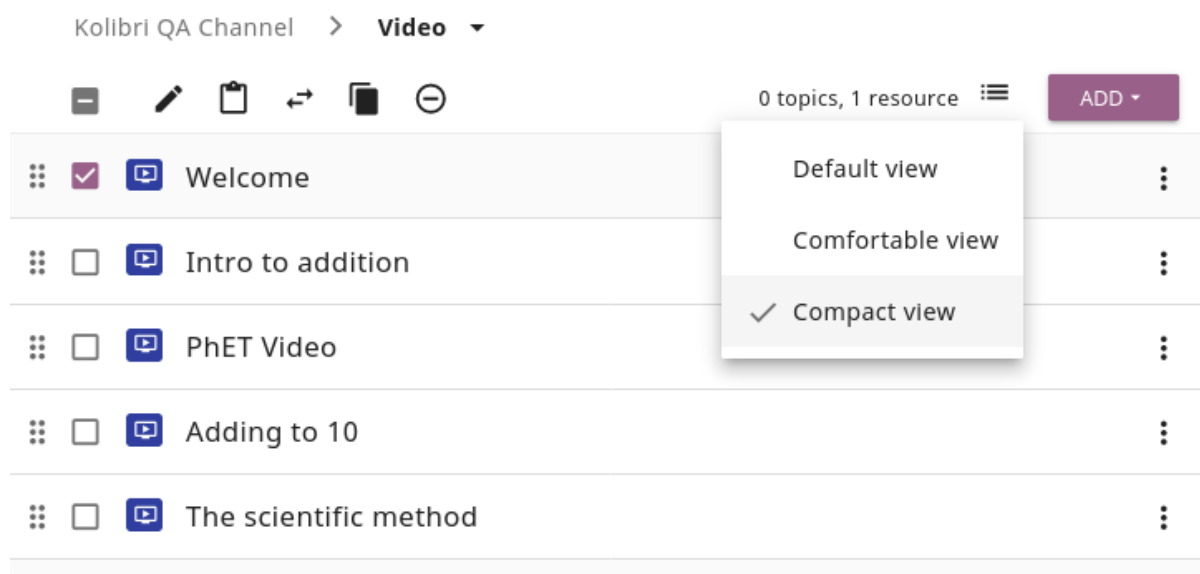 Kolibri QA Channel > Video
0 topics, 1 resource
ADD
Default view
Comfortable view
Compact view
Welcome
Intro to addition
PhET Video
Adding to 10
The scientific method